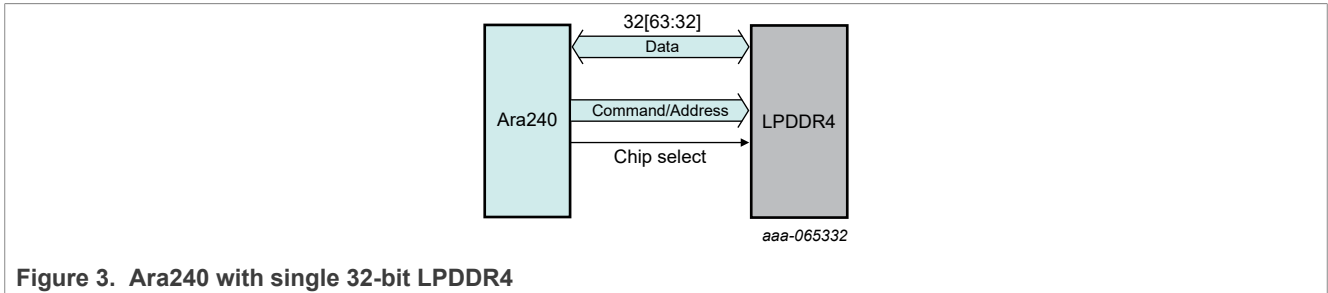 32[63:32]
Data
Ara240
Command/Address
LPDDR4
Chip select
aaa-065332
Figure 3. Ara240 with single 32-bit LPDDR4